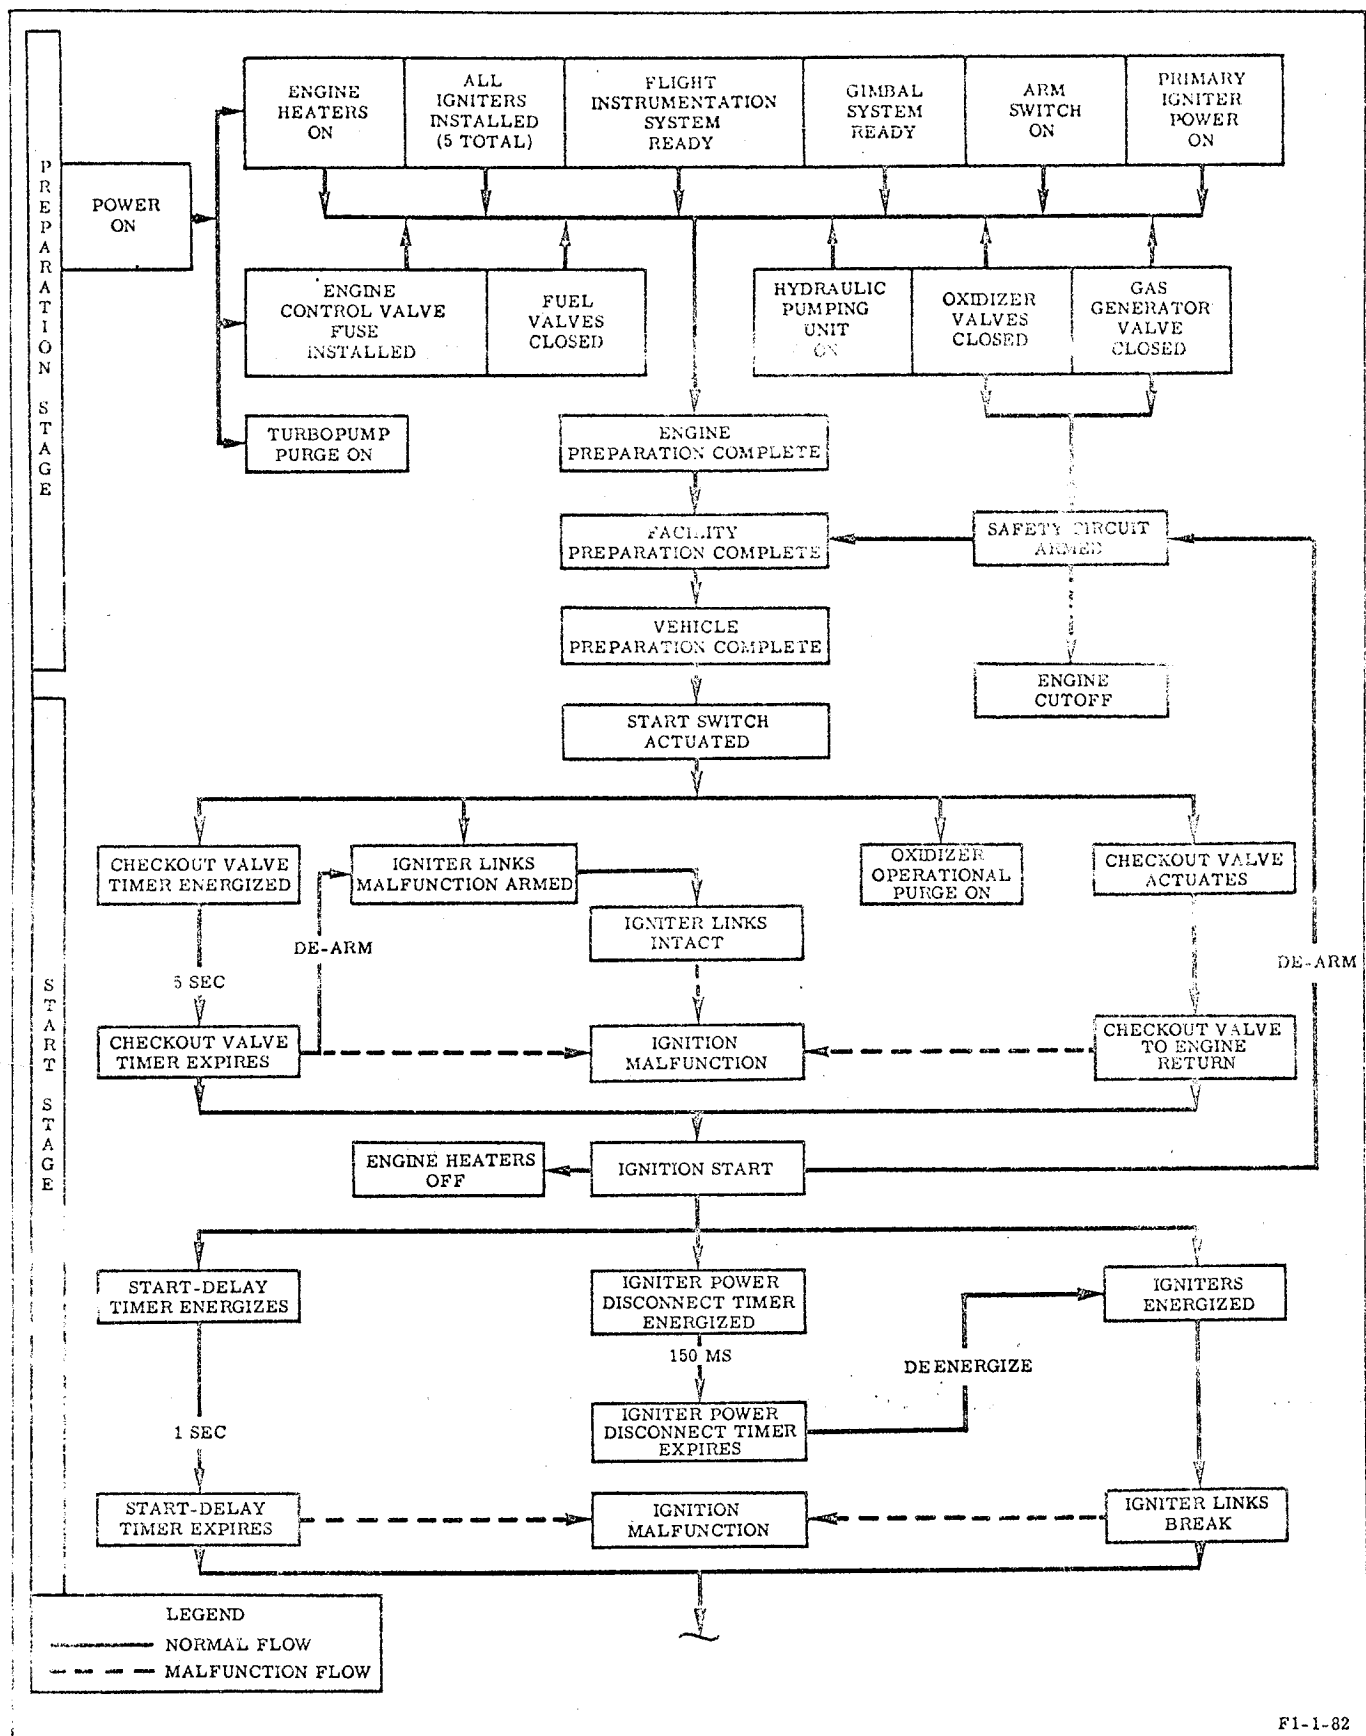 PREPARATION STAGE
POWER
ON
ENGINE
HEATERS
ON
ALL
IGNITERS
INSTALLED
(5 TOTAL)
FLIGHT
INSTRUMENTATION
SYSTEM
READY
GIMBAL
SYSTEM
READY
ARM
SWITCH
ON
PRIMARY
IGNITER
POWER
ON
ENGINE
CONTROL VALVE
FUSE
INSTALLED
FUEL
VALVES
CLOSED
HYDRAULIC
PUMPING
UNIT
ON
OXIDIZER
VALVES
CLOSED
GAS
GENERATOR
VALVE
CLOSED
TURBOPUMP
PURGE ON
ENGINE
PREPARATION COMPLETE
FACILITY
PREPARATION COMPLETE
SAFETY CIRCUIT
ARMED
VEHICLE
PREPARATION COMPLETE
ENGINE
CUTOFF
START STAGE
START SWITCH
ACTUATED
CHECKOUT VALVE
TIMER ENERGIZED
IGNITER LINKS
MALFUNCTION ARMED
OXIDIZER
OPERATIONAL
PURGE ON
CHECKOUT VALVE
ACTUATES
IGNITER LINKS
INTACT
DE-ARM
DE-ARM
5 SEC
CHECKOUT VALVE
TIMER EXPIRES
IGNITION
MALFUNCTION
CHECKOUT VALVE
TO ENGINE
RETURN
ENGINE HEATERS
OFF
IGNITION START
START-DELAY
TIMER ENERGIZES
IGNITER POWER
DISCONNECT TIMER
ENERGIZED
IGNITERS
ENERGIZED
150 MS
DEENERGIZE
1 SEC
IGNITER POWER
DISCONNECT TIMER
EXPIRES
START-DELAY
TIMER EXPIRES
IGNITION
MALFUNCTION
IGNITER LINKS
BREAK
LEGEND
NORMAL FLOW
MALFUNCTION FLOW
F1-1-82